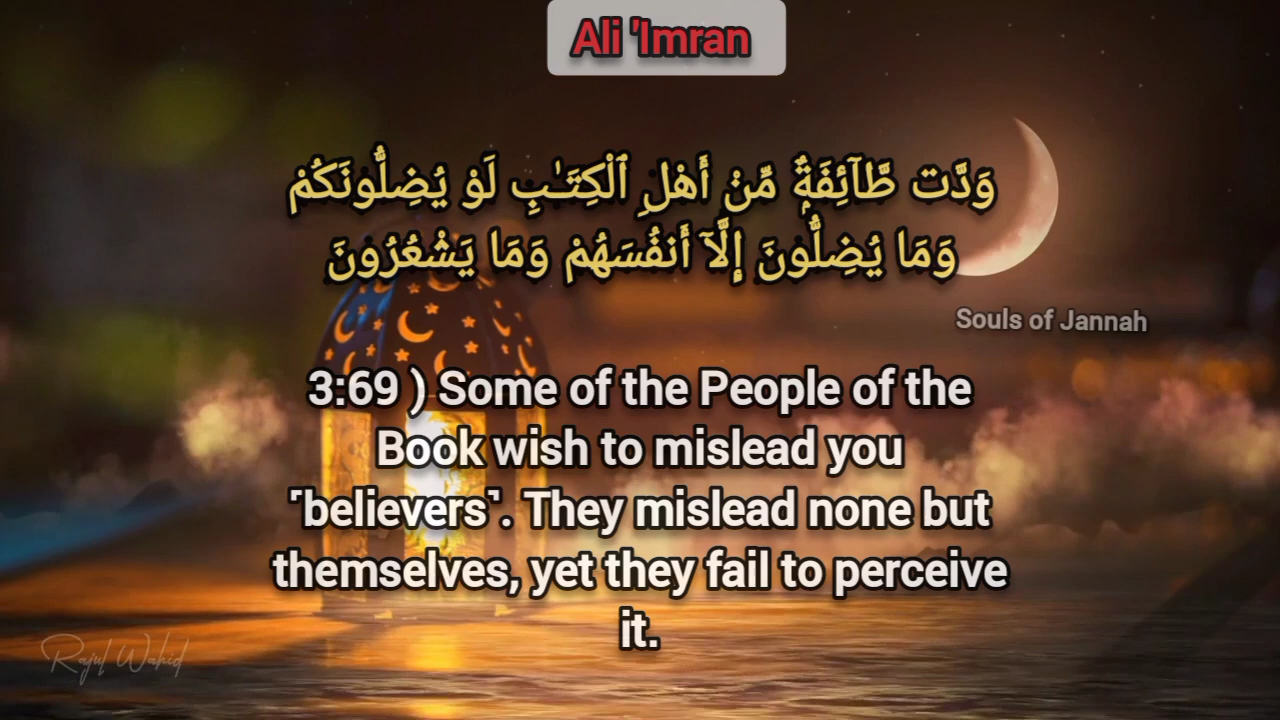 Ali 'Imran
وَدَّت طَّآئِفَةٌۭ مِّنْ أَهْلِ ٱلْكِتَـٰبِ لَوْ يُضِلُّونَكُمْ
وَمَا يُضِلُّونَ إِلَّآ أَنفُسَهُمْ وَمَا يَشْعُرُونَ
Souls of Jannah
3:69 ) Some of the People of the
Book wish to mislead you
˹believers˺. They mislead none but
themselves, yet they fail to perceive
it.
Rajul Wahid